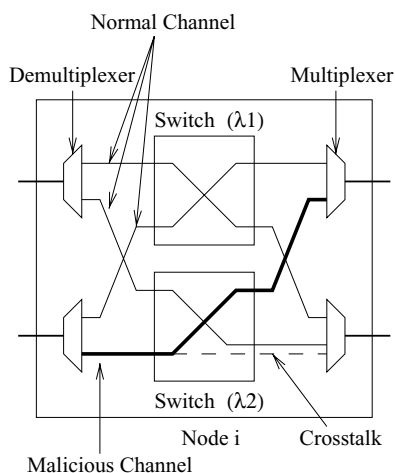 Normal Channel
Demultiplexer
Multiplexer
Switch (λ1)
Switch (λ2)
Node i
Crosstalk
Malicious Channel